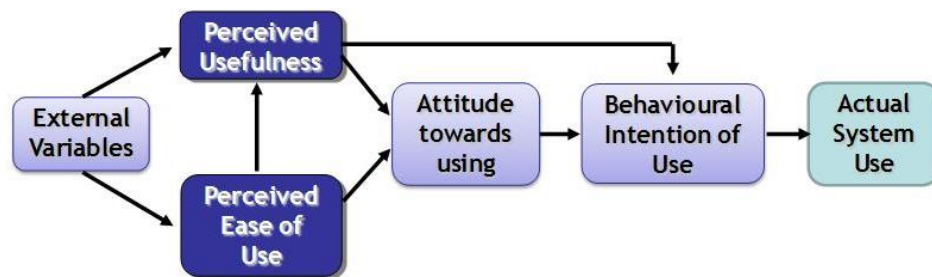 Perceived
Usefulness
External
Variables
Perceived
Ease of
Use
Attitude
towards
using
Behavioural
Intention of
Use
Actual
System
Use